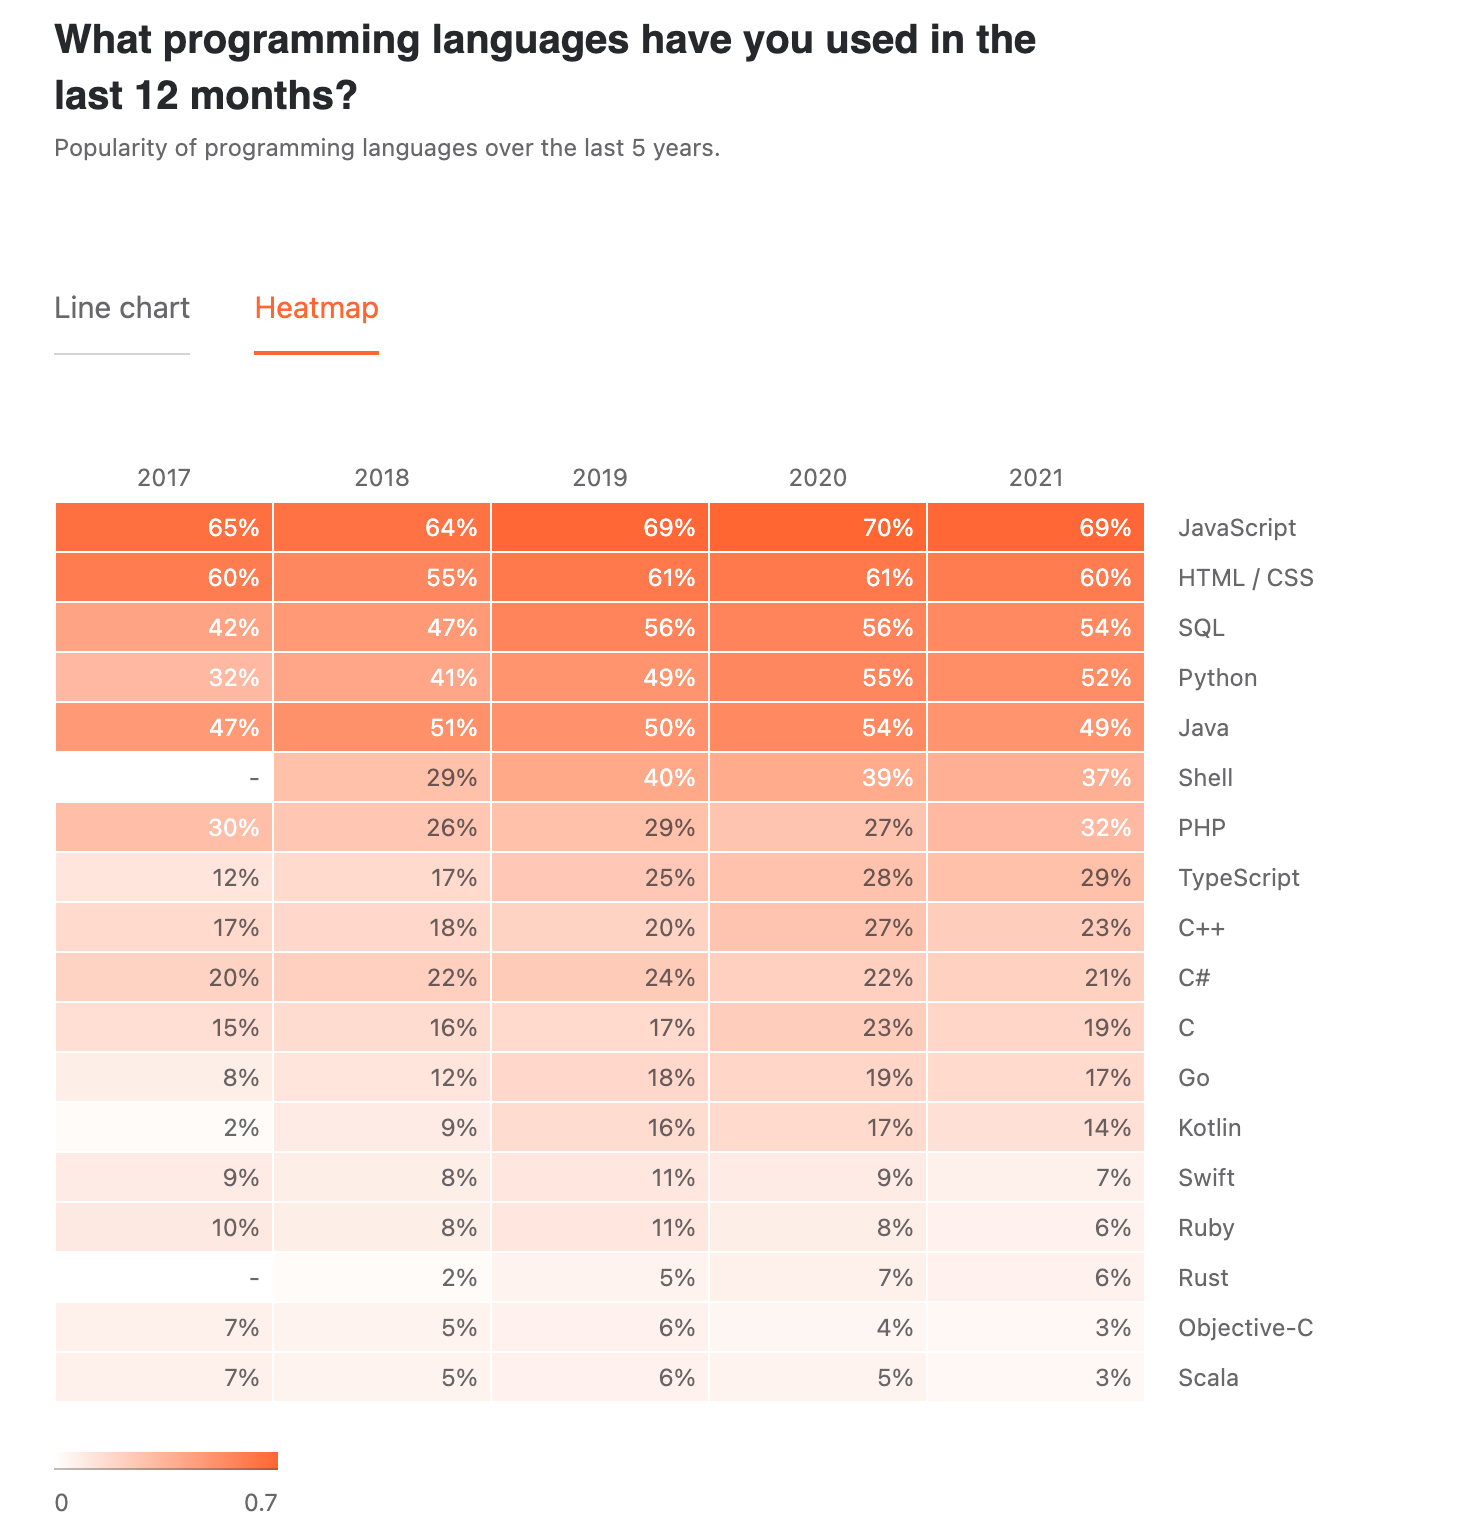 What programming languages have you used in the
last 12 months?
Popularity of programming languages over the last 5 years.
Line chart Heatmap
2017 2018 2019 2020 2021
65% 64% 69% 70% 69% JavaScript
60% 55% 61% 61% 60% HTML / CSS
42% 47% 56% 56% 54% SQL
32% 41% 49% 55% 52% Python
47% 51% 50% 54% 49% Java
- 29% 40% 39% 37% Shell
30% 26% 29% 27% 32% PHP
12% 17% 25% 28% 29% TypeScript
17% 18% 20% 27% 23% C++
20% 22% 24% 22% 21% C#
15% 16% 17% 23% 19% C
8% 12% 18% 19% 17% Go
2% 9% 16% 17% 14% Kotlin
9% 8% 11% 9% 7% Swift
10% 8% 11% 8% 6% Ruby
- 2% 5% 7% 6% Rust
7% 5% 6% 4% 3% Objective-C
7% 5% 6% 5% 3% Scala
0 0.7